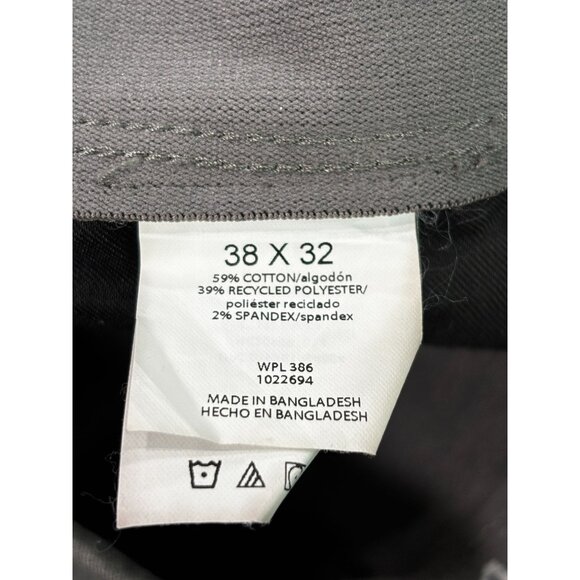 38 X 32
59% COTTON/algodón
39% RECYCLED POLYESTER/
poliéster reciclado
2% SPANDEX/spandex
WPL 386
1022694
MADE IN BANGLADESH
HECHO EN BANGLADESH